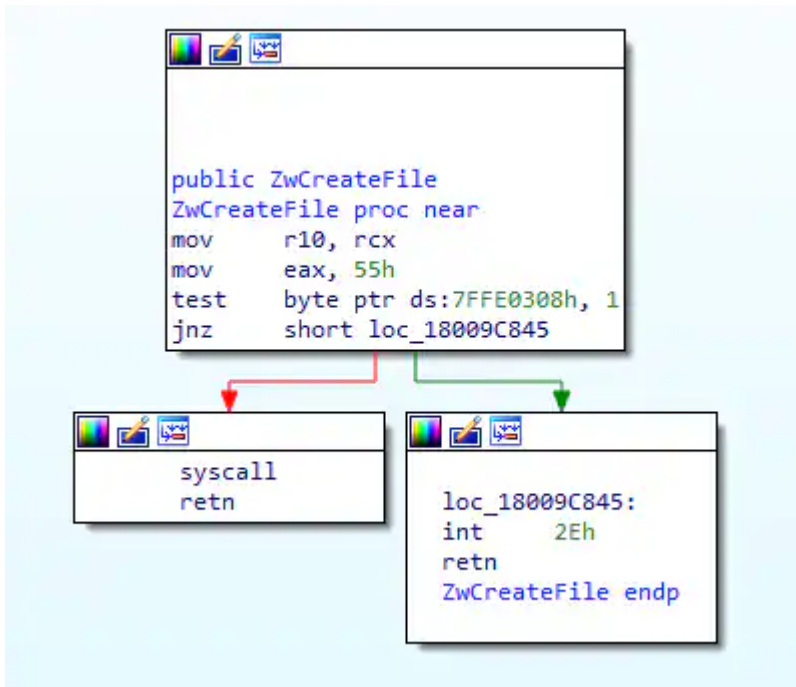 public ZwCreateFile
ZwCreateFile proc near
mov r10, rcx
mov eax, 55h
test byte ptr ds:7FFE0308h, 1
jnz short loc_18009C845
syscall
retn
loc_18009C845:
int 2Eh
retn
ZwCreateFile endp